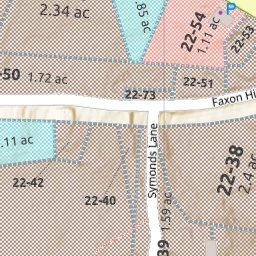 2.34 ac
.85 ac
22-54
1.11 ac
P
22-53
-50 1.72 ac
22-51
22-73
Faxon Hi
.11 ac
Symonds Lane
22-38
2.4 a
22-42
22-40
1.59 ac
39